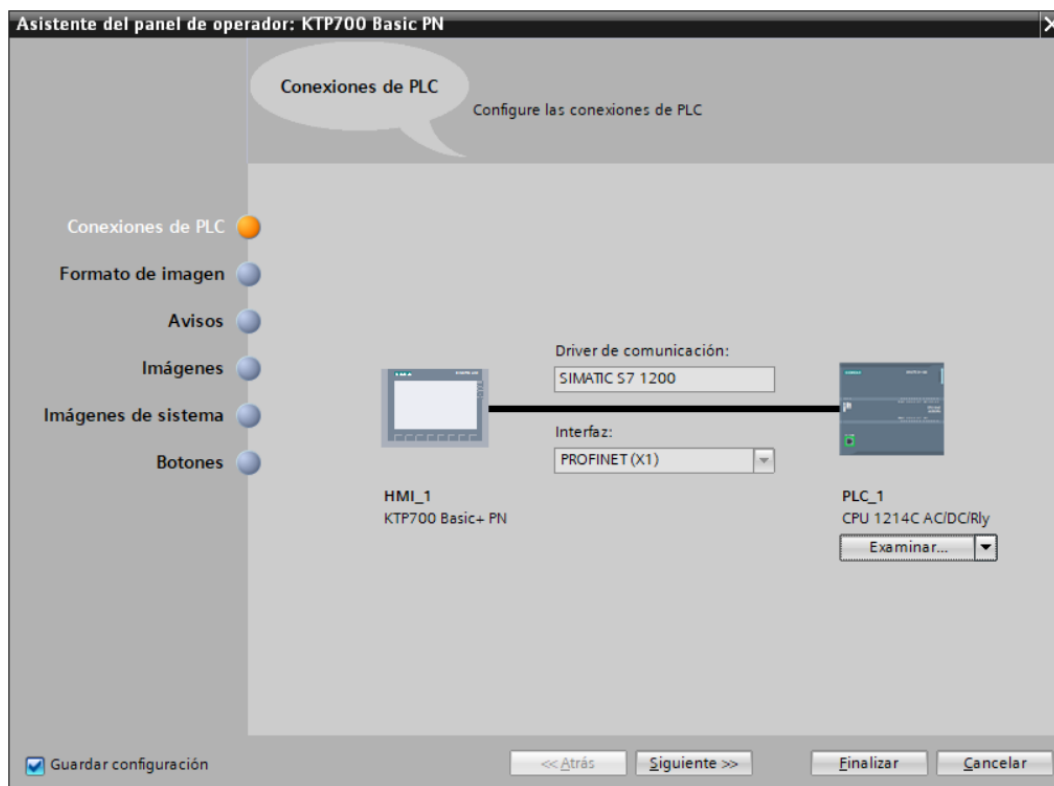 Asistente del panel de operador: KTP700 Basic PN
Conexiones de PLC
Configure las conexiones de PLC
Conexiones de PLC
Formato de imagen
Avisos
Imágenes
Imágenes de sistema
Botones
Driver de comunicación:
SIMATIC S7 1200
Interfaz:
PROFINET (X1)
HMI_1
KTP700 Basic+ PN
PLC_1
CPU 1214C AC/DC/Rly
Examinar...
Guardar configuración
<< Atrás
Siguiente >>
Finalizar
Cancelar